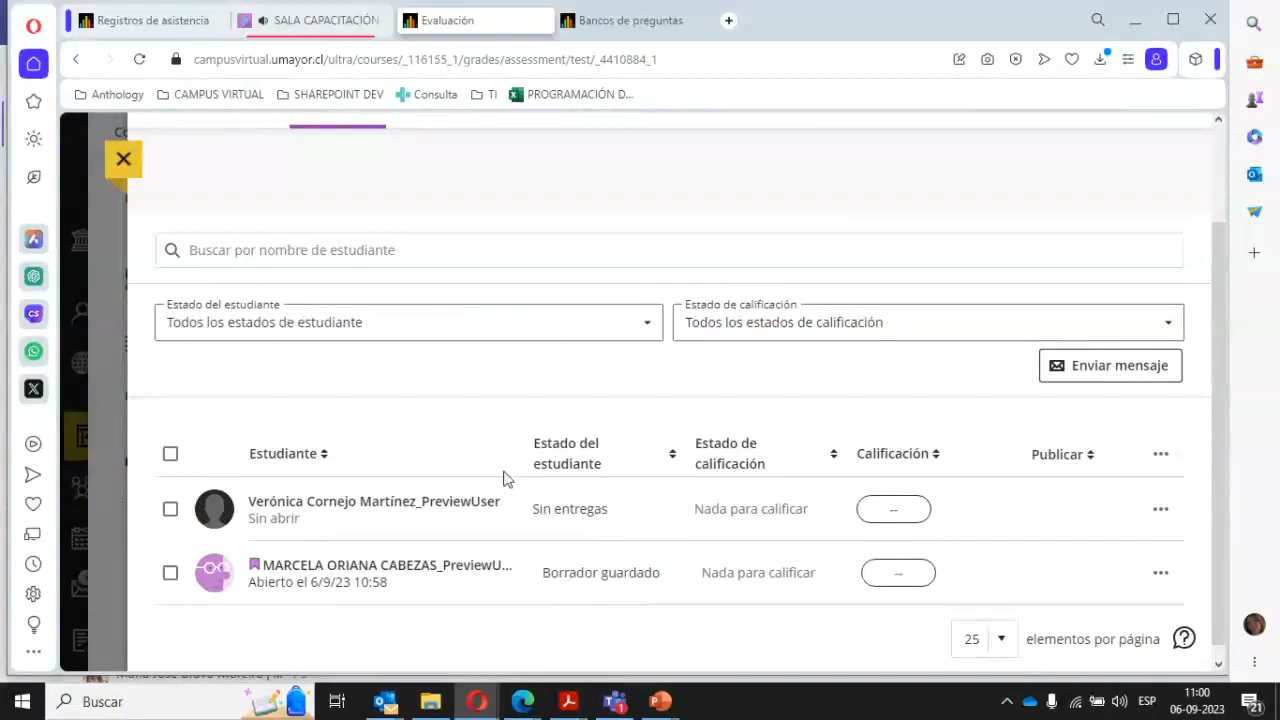 Registros de asistencia
SALA CAPACITACIÓN
Evaluación
Bancos de preguntas
campusvirtual.umayor.cl/ultra/courses/_116155_1/grades/assessment/test/_4410884_1
Anthology
CAMPUS VIRTUAL
SHAREPOINT DEV
Consulta
TI
PROGRAMACIÓN D...
Buscar por nombre de estudiante
Estado del estudiante
Todos los estados de estudiante
Estado de calificación
Todos los estados de calificación
Enviar mensaje
Estudiante
Estado del estudiante
Estado de calificación
Calificación
Publicar
Verónica Cornejo Martínez_PreviewUser
Sin abrir
Sin entregas
Nada para calificar
--
MARCELA ORIANA CABEZAS_PreviewU...
Abierto el 6/9/23 10:58
Borrador guardado
Nada para calificar
--
25
elementos por página
CS
Buscar
ESP
11:00
06-09-2023
21